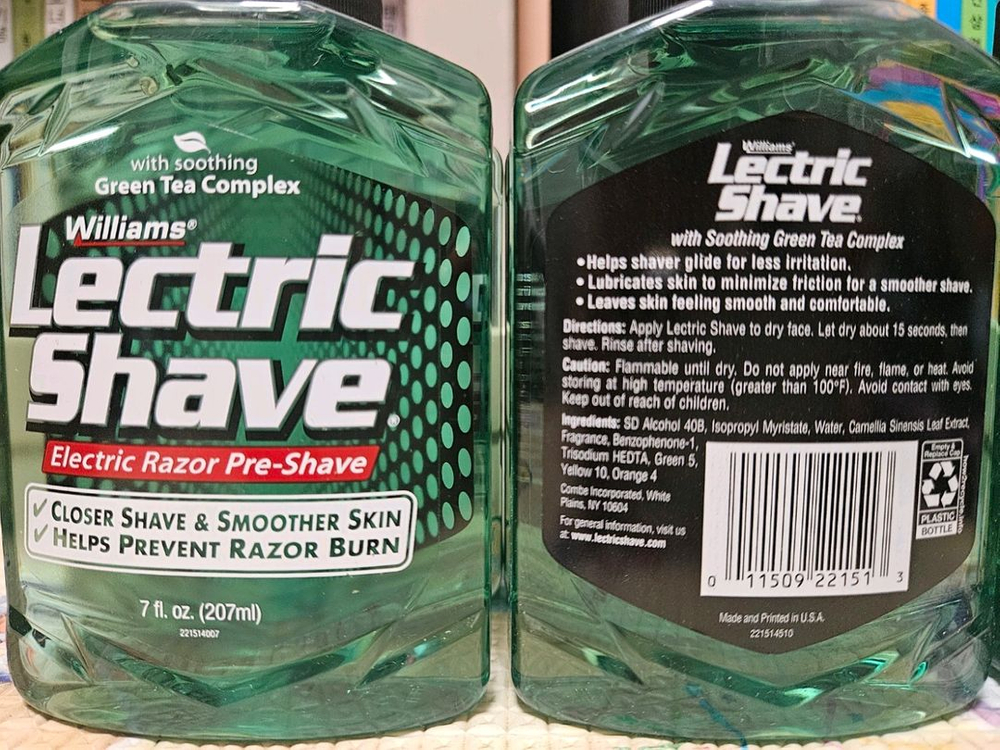 with soothing
Green Tea Complex
Williams®
Lectric
Shave®
Electric Razor Pre-Shave
✓ Closer Shave & Smoother Skin
✓ Helps Prevent Razor Burn
7 fl. oz. (207ml)
221514007
Williams®
Lectric
Shave®
with Soothing Green Tea Complex
• Helps shaver glide for less irritation.
• Lubricates skin to minimize friction for a smoother shave.
• Leaves skin feeling smooth and comfortable.
Directions: Apply Lectric Shave to dry face. Let dry about 15 seconds, then
shave. Rinse after shaving.
Caution: Flammable until dry. Do not apply near fire, flame, or heat. Avoid
storing at high temperature (greater than 100°F). Avoid contact with eyes.
Keep out of reach of children.
Ingredients: SD Alcohol 40B, Isopropyl Myristate, Water, Camellia Sinensis Leaf Extract,
Fragrance, Benzophenone-1,
Trisodium HEDTA, Green 5,
Yellow 10, Orange 4
Combe Incorporated, White
Plains, NY 10604
For general information, visit us
at: www.lectricshave.com
Empty &
Replace Cap
PLASTIC
BOTTLE
how2recycle.info
0 11509 22151 3
Made and Printed in U.S.A.
221514510